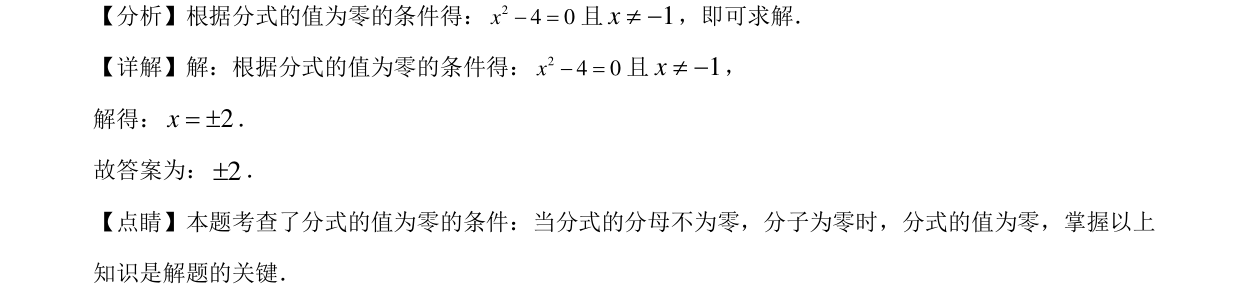 【分析】根据分式的值为零的条件得：x² − 4 = 0 且 x ≠ −1，即可求解．
【详解】解：根据分式的值为零的条件得：x² − 4 = 0 且 x ≠ −1，
解得：x = ±2．
故答案为：±2．
【点睛】本题考查了分式的值为零的条件：当分式的分母不为零，分子为零时，分式的值为零，掌握以上
知识是解题的关键．